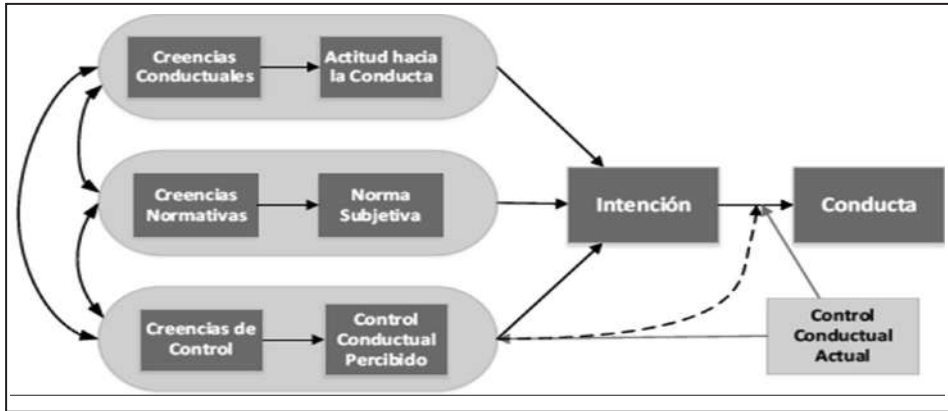 Creencias
Conductuales
Actitud hacia
la Conducta
Creencias
Normativas
Norma
Subjetiva
Intención
Conducta
Creencias de
Control
Control
Conductual
Percibido
Control
Conductual
Actual